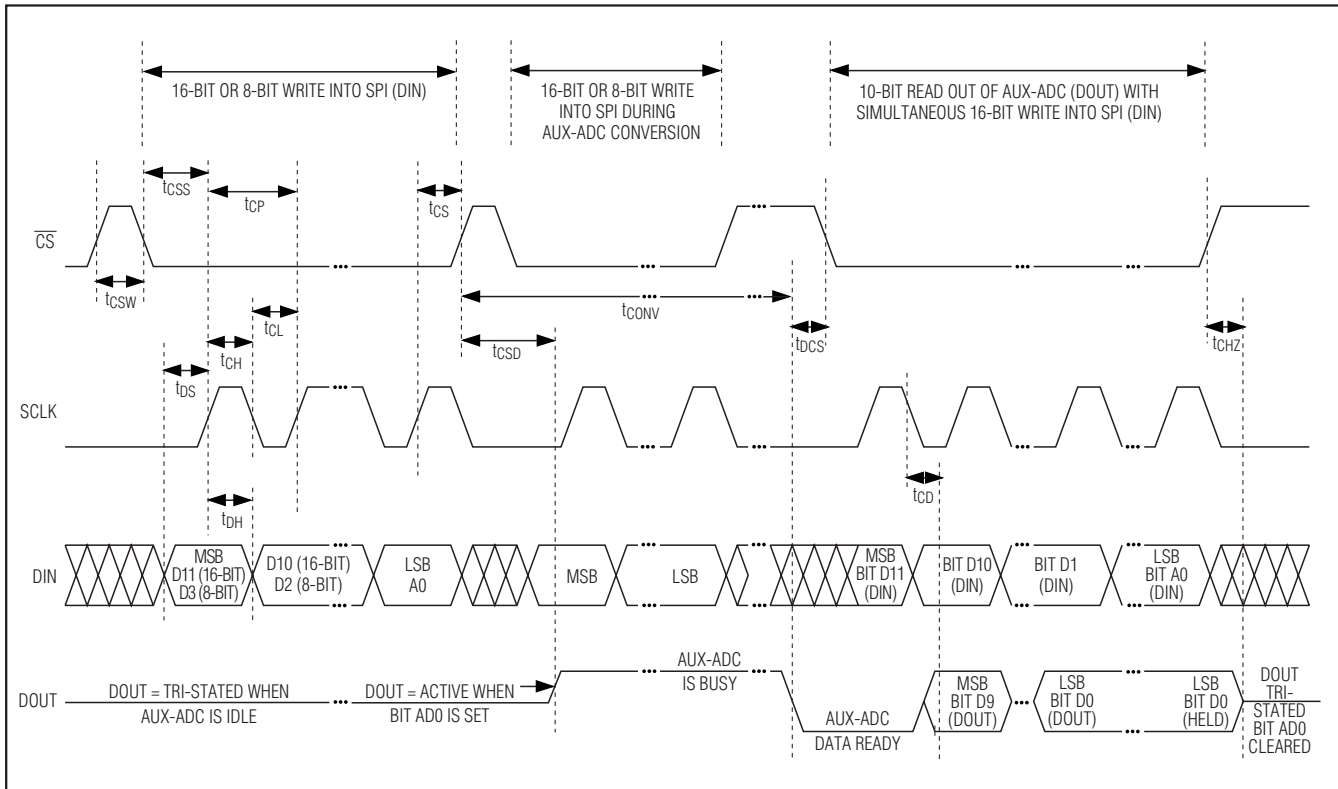 16-BIT OR 8-BIT WRITE INTO SPI (DIN)
16-BIT OR 8-BIT WRITE
INTO SPI DURING
AUX-ADC CONVERSION
10-BIT READ OUT OF AUX-ADC (DOUT) WITH
SIMULTANEOUS 16-BIT WRITE INTO SPI (DIN)
tCSS
tCP
tCS
CS
tCSW
tCL
tCONV
tCSD
tDCS
tCHZ
tCH
tDS
SCLK
tCD
tDH
DIN
MSB
D11 (16-BIT)
D3 (8-BIT)
D10 (16-BIT)
D2 (8-BIT)
LSB
A0
MSB
LSB
MSB
BIT D11
(DIN)
BIT D10
(DIN)
BIT D1
(DIN)
LSB
BIT A0
(DIN)
DOUT
DOUT = TRI-STATED WHEN
AUX-ADC IS IDLE
DOUT = ACTIVE WHEN
BIT AD0 IS SET
AUX-ADC
IS BUSY
AUX-ADC
DATA READY
MSB
BIT D9
(DOUT)
LSB
BIT D0
(DOUT)
LSB
BIT D0
(HELD)
DOUT
TRI-
STATED
BIT AD0
CLEARED